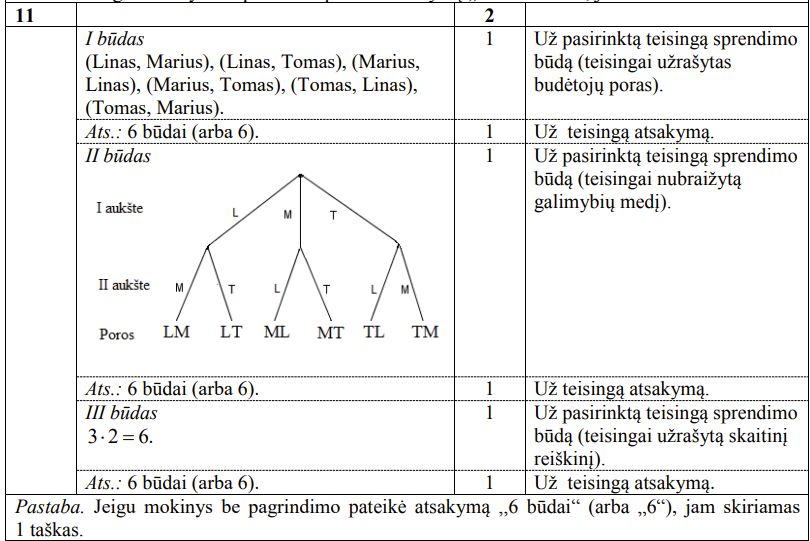 11 2
I būdas 1 Už pasirinktą teisingą sprendimo
(Linas, Marius), (Linas, Tomas), (Marius, būdą (teisingai užrašytas
Linas), (Marius, Tomas), (Tomas, Linas), budėtojų poras).
(Tomas, Marius).
Ats.: 6 būdai (arba 6). 1 Už teisingą atsakymą.
II būdas 1 Už pasirinktą teisingą sprendimo
būdą (teisingai nubraižytą
galimybių medį).
I aukšte L M T
II aukšte M T L T L M
Poros LM LT ML MT TL TM
Ats.: 6 būdai (arba 6). 1 Už teisingą atsakymą.
III būdas 1 Už pasirinktą teisingą sprendimo
3 · 2 = 6. būdą (teisingai užrašytą skaitinį
reiškinį).
Ats.: 6 būdai (arba 6). 1 Už teisingą atsakymą.
Pastaba. Jeigu mokinys be pagrindimo pateikė atsakymą ,,6 būdai“ (arba ,,6“), jam skiriamas
1 taškas.